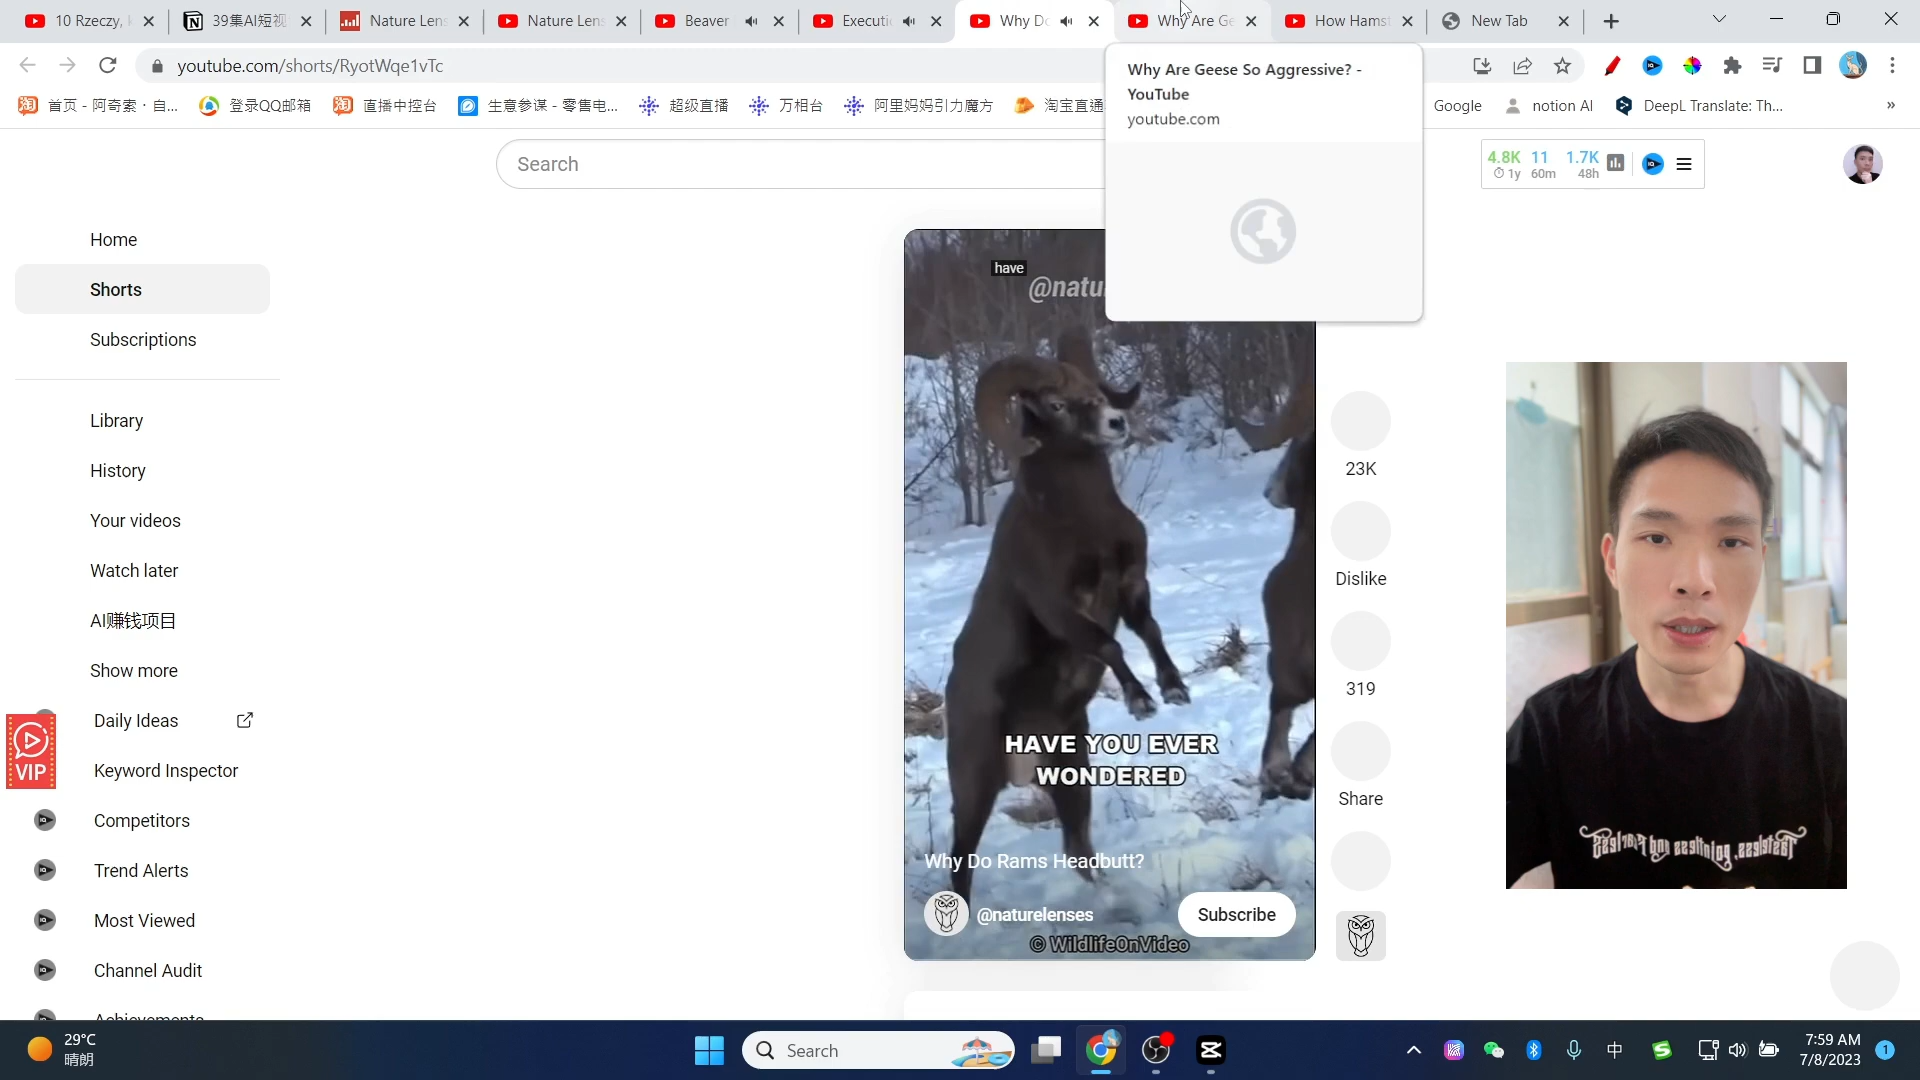 10 Rzeczy,
39集AI短视
Nature Len
Nature Lens
Beaver
Executi
Why Do
Why Are Ge
How Hamst
New Tab
youtube.com/shorts/RyotWqe1vTc
首页 - 阿奇索 · 自...
登录QQ邮箱
直播中控台
生意参谋 - 零售电...
超级直播
万相台
阿里妈妈引力魔方
淘宝直通
Google
notion AI
DeepL Translate: Th...
»
Why Are Geese So Aggressive? -
YouTube
youtube.com
Search
4.8K 11 1.7K
1y 60m 48h
Home
Shorts
Subscriptions
Library
History
Your videos
Watch later
AI赚钱项目
Show more
Daily Ideas
Keyword Inspector
Competitors
Trend Alerts
Most Viewed
Channel Audit
Achievements
VIP
have
@natu
HAVE YOU EVER
WONDERED
Why Do Rams Headbutt?
@naturelenses
Subscribe
© WildlifeOnVideo
23K
Dislike
319
Share
29°C
晴朗
Search
中
7:59 AM
7/8/2023
1